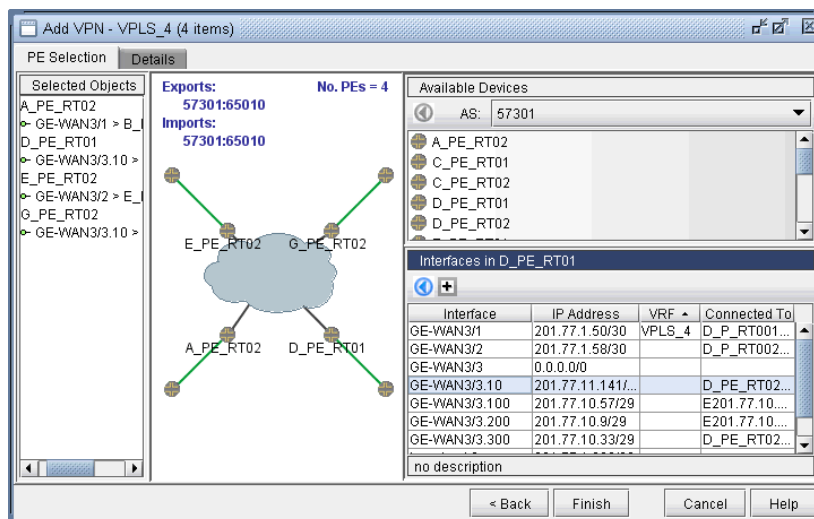 Add VPN - VPLS_4 (4 items)
PE Selection
Details
Selected Objects
A_PE_RT02
GE-WAN3/1 > B_
D_PE_RT01
GE-WAN3/3.10 >
E_PE_RT02
GE-WAN3/2 > E_
G_PE_RT02
GE-WAN3/3.10 >
Exports:
No. PEs = 4
57301:65010
Imports:
57301:65010
E_PE_RT02
G_PE_RT02
A_PE_RT02
D_PE_RT01
Available Devices
AS: 57301
A_PE_RT02
C_PE_RT01
C_PE_RT02
D_PE_RT01
D_PE_RT02
Interfaces in D_PE_RT01
Interface IP Address VRF Connected To
GE-WAN3/1 201.77.1.50/30 VPLS_4 D_P_RT001...
GE-WAN3/2 201.77.1.58/30 D_P_RT002...
GE-WAN3/3 0.0.0.0/0
GE-WAN3/3.10 201.77.11.141/... D_PE_RT02...
GE-WAN3/3.100 201.77.10.57/29 E201.77.10....
GE-WAN3/3.200 201.77.10.9/29 E201.77.10....
GE-WAN3/3.300 201.77.10.33/29 D_PE_RT02...
no description
< Back
Finish
Cancel
Help